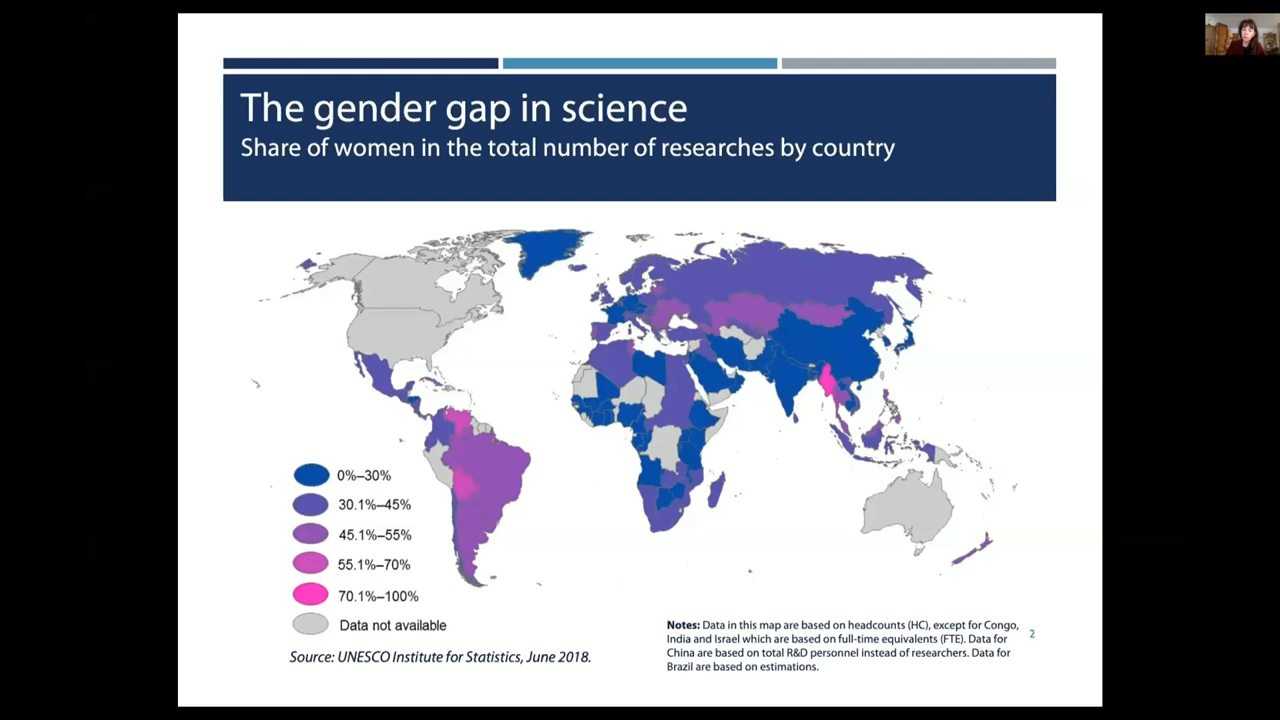 The gender gap in science
Share of women in the total number of researches by country
0%–30%
30.1%–45%
45.1%–55%
55.1%–70%
70.1%–100%
Data not available
Source: UNESCO Institute for Statistics, June 2018.
Notes: Data in this map are based on headcounts (HC), except for Congo,
India and Israel which are based on full-time equivalents (FTE). Data for
China are based on total R&D personnel instead of researchers. Data for
Brazil are based on estimations.
2